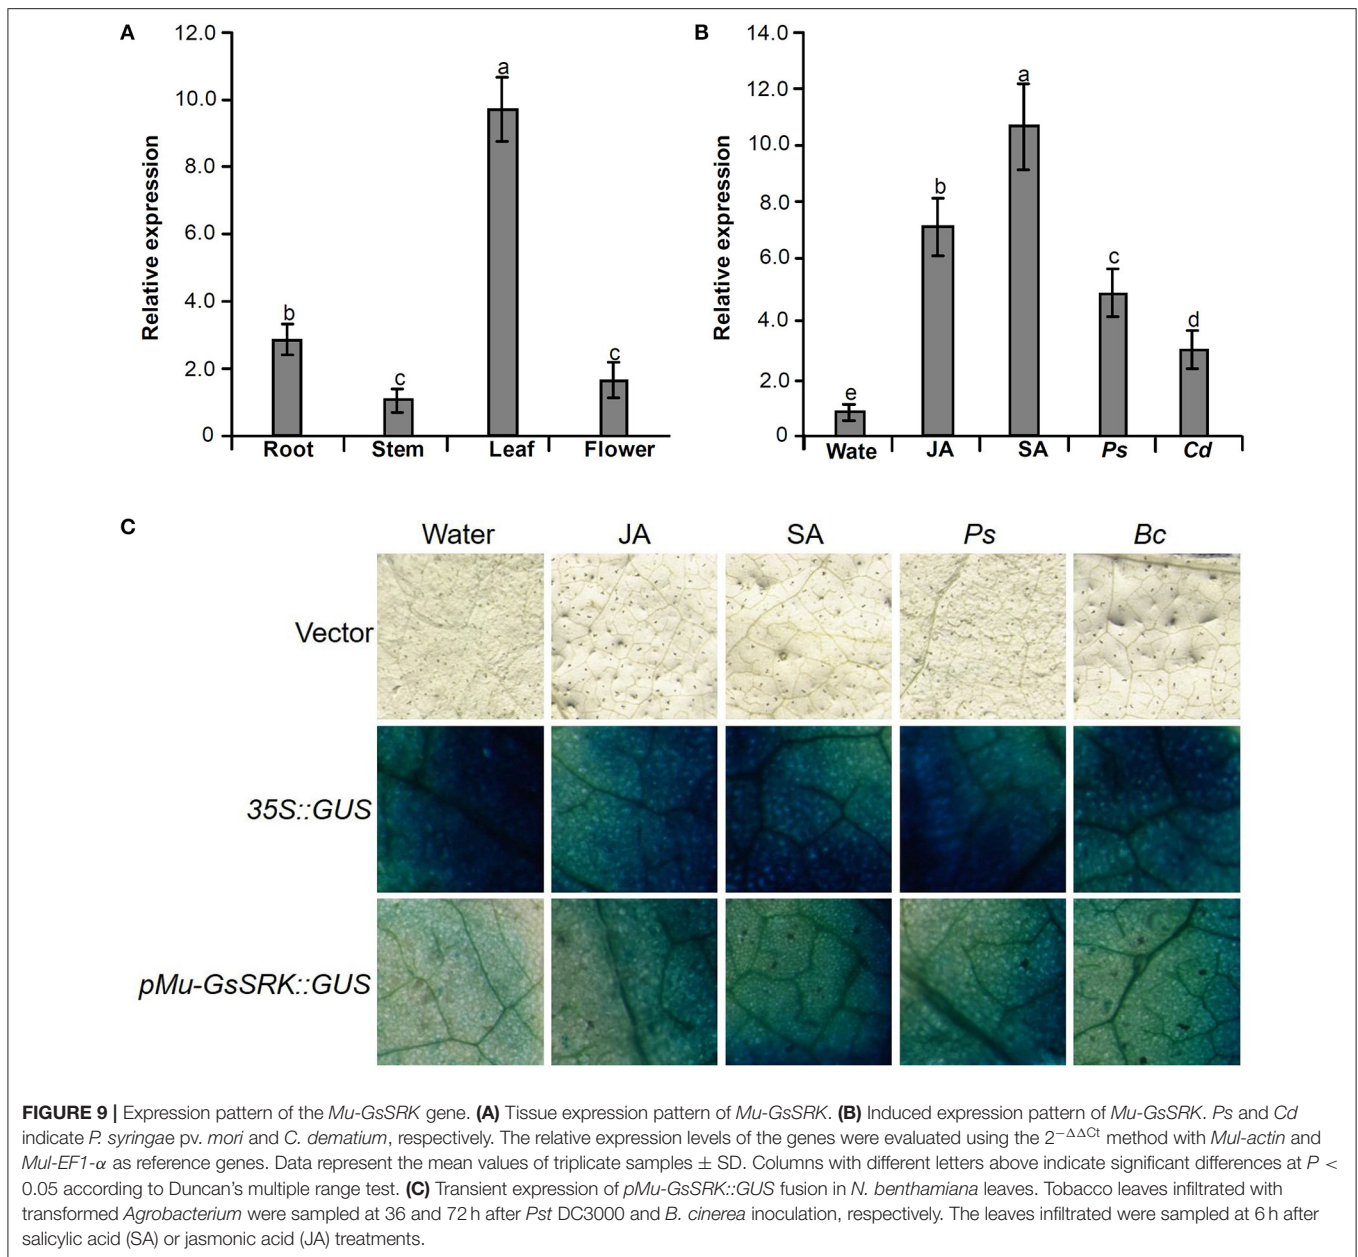 A
12.0
10.0
8.0
6.0
4.0
2.0
0
Relative expression
b
c
a
c
Root Stem Leaf Flower
B
14.0
12.0
10.0
8.0
6.0
4.0
2.0
0
Relative expression
e
b
a
c
d
Wate JA SA Ps Cd
C
Water JA SA Ps Bc
Vector
35S::GUS
pMu-GsSRK::GUS
FIGURE 9 | Expression pattern of the Mu-GsSRK gene. (A) Tissue expression pattern of Mu-GsSRK. (B) Induced expression pattern of Mu-GsSRK. Ps and Cd
indicate P. syringae pv. mori and C. dematium, respectively. The relative expression levels of the genes were evaluated using the 2−ΔΔCt method with Mul-actin and
Mul-EF1-α as reference genes. Data represent the mean values of triplicate samples ± SD. Columns with different letters above indicate significant differences at P <
0.05 according to Duncan's multiple range test. (C) Transient expression of pMu-GsSRK::GUS fusion in N. benthamiana leaves. Tobacco leaves infiltrated with
transformed Agrobacterium were sampled at 36 and 72 h after Pst DC3000 and B. cinerea inoculation, respectively. The leaves infiltrated were sampled at 6 h after
salicylic acid (SA) or jasmonic acid (JA) treatments.